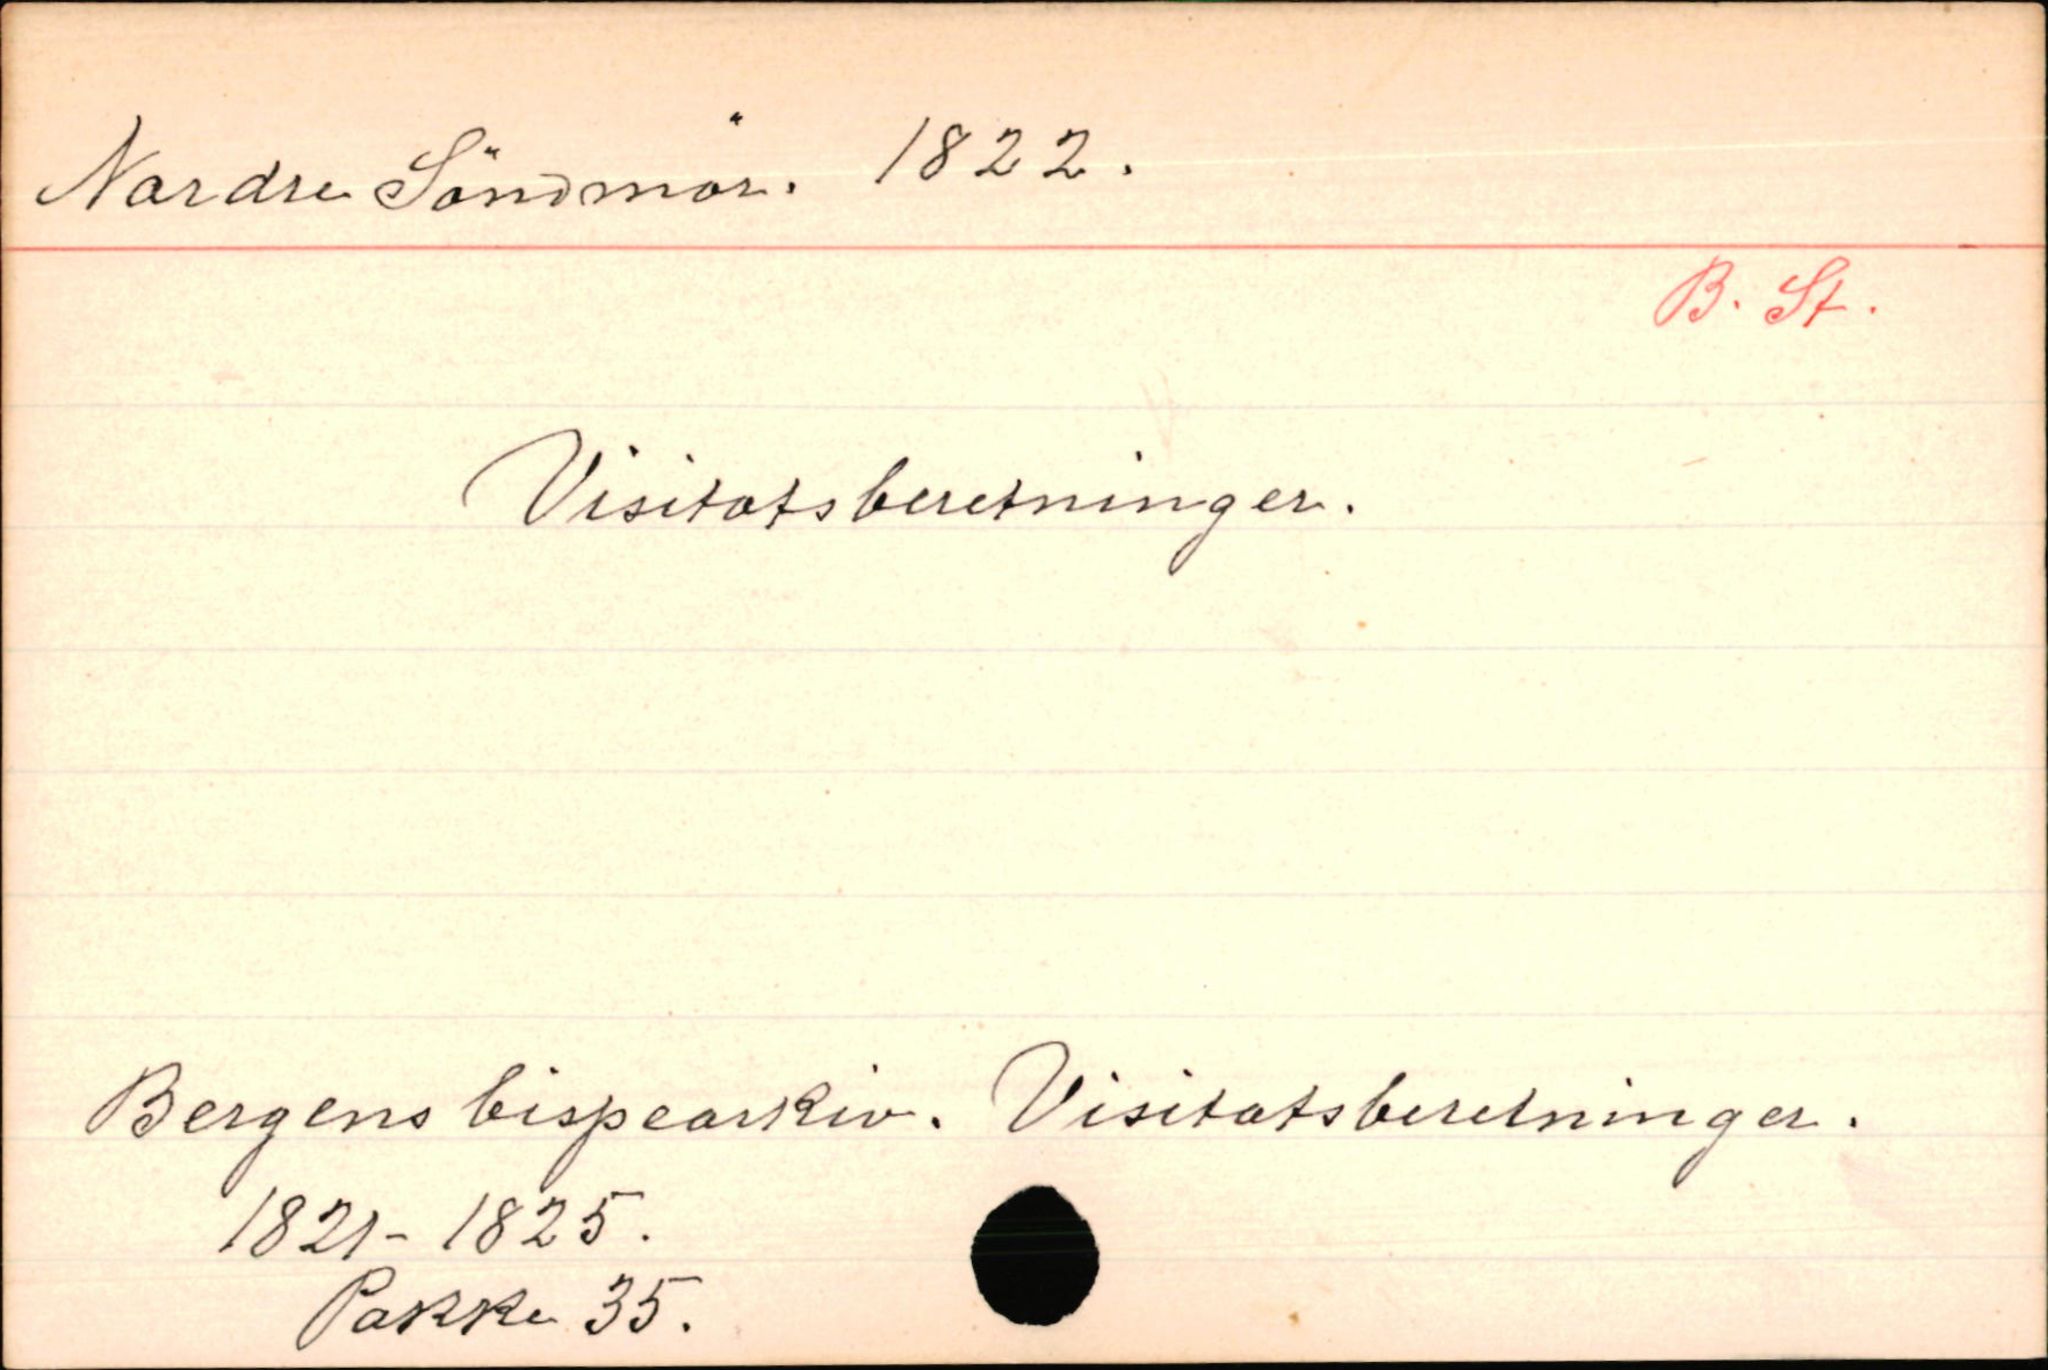 Nordre Söndmör. 1822.
B. St.
Visitatsberetninger.
Bergens bispearkiv. Visitatsberetninger.
1821-1825.
Pakke 35.